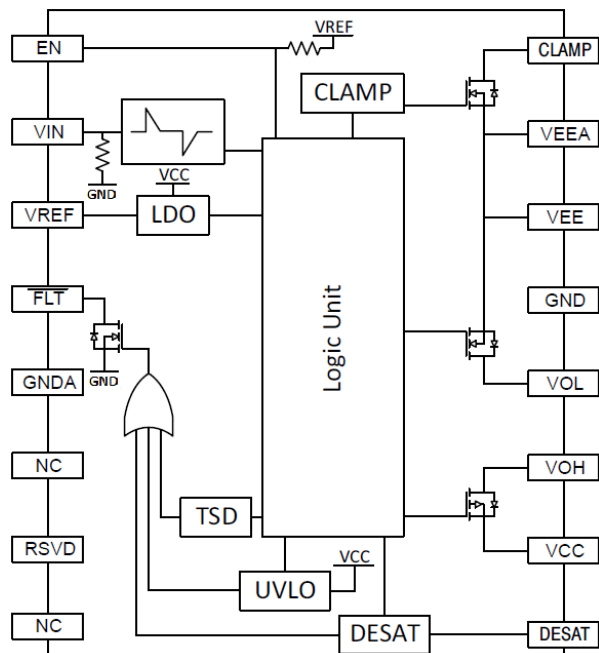 EN
VREF
CLAMP
CLAMP
VIN
VEEA
GND
VCC
VREF
LDO
VEE
FLT
GND
GND
Logic Unit
GNDA
VOL
NC
VOH
TSD
RSVD
VCC
VCC
UVLO
NC
DESAT
DESAT